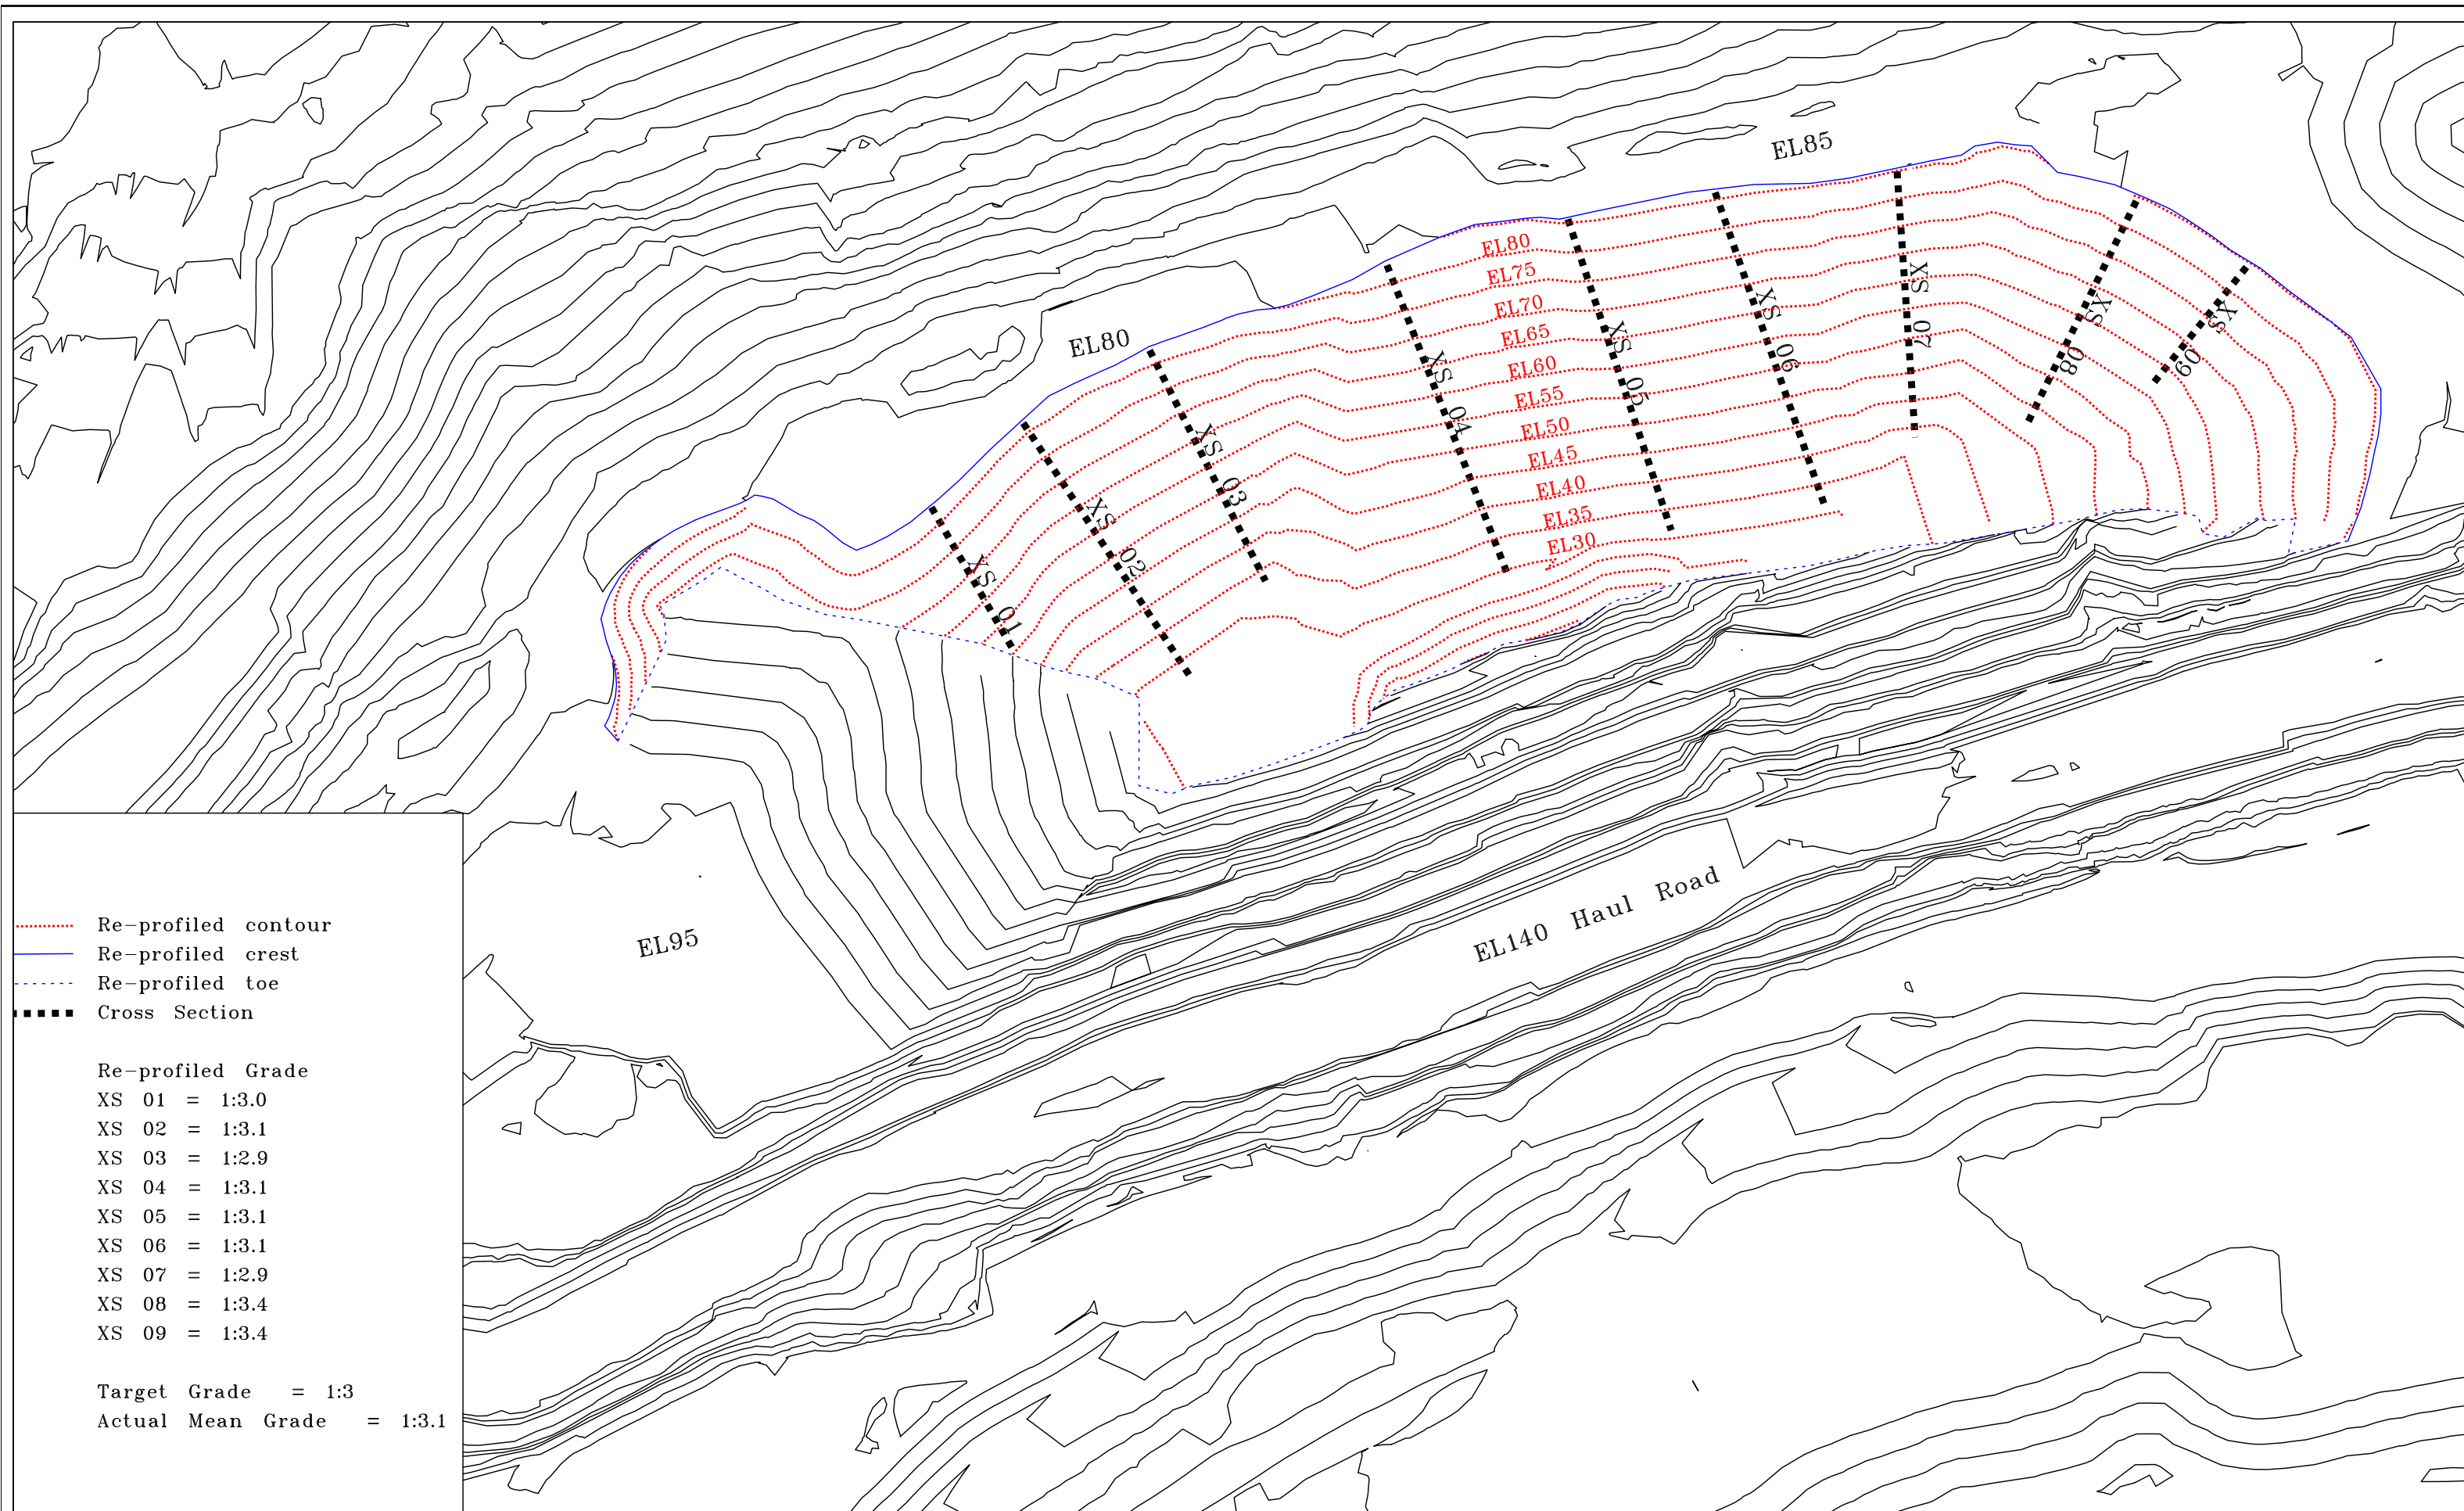 EL85
EL80
EL80
EL75
EL70
EL65
EL60
EL55
EL50
EL45
EL40
EL35
EL30
XS 01
XS 02
XS 03
XS 04
XS 05
XS 06
XS 07
XS 08
XS 09
EL95
EL140 Haul Road
Re-profiled contour
Re-profiled crest
Re-profiled toe
Cross Section
Re-profiled Grade
XS 01 = 1:3.0
XS 02 = 1:3.1
XS 03 = 1:2.9
XS 04 = 1:3.1
XS 05 = 1:3.1
XS 06 = 1:3.1
XS 07 = 1:2.9
XS 08 = 1:3.4
XS 09 = 1:3.4
Target Grade = 1:3
Actual Mean Grade = 1:3.1